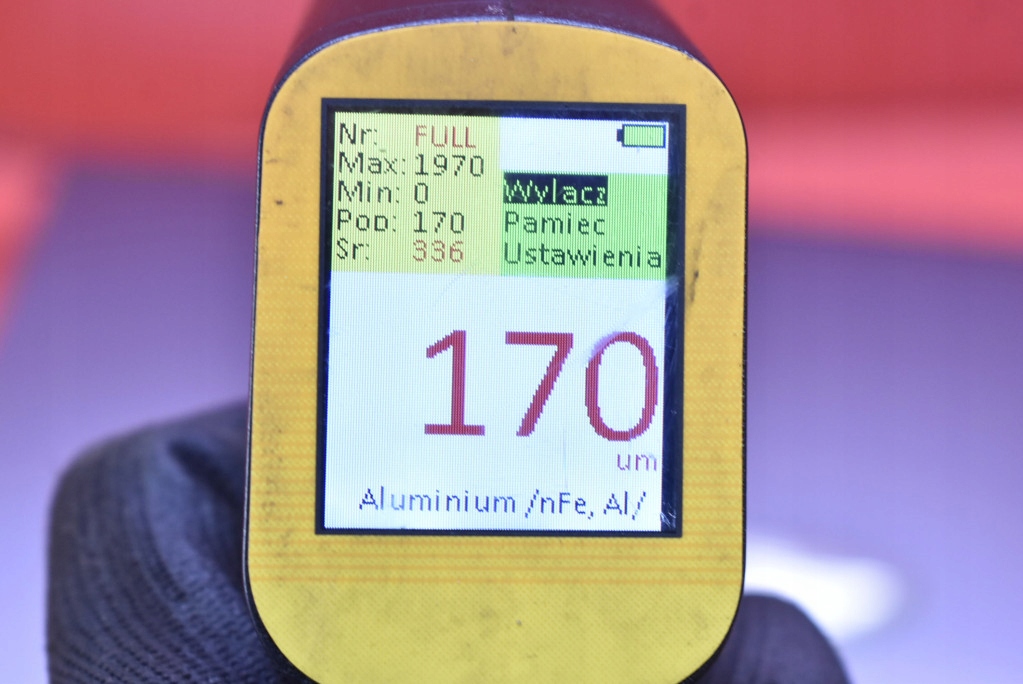 Nr: FULL
Max: 1970
Min: 0
Pop: 170
Sr: 336
Wylacz
Pamiec
Ustawienia
170
um
Aluminium /nFe, Al/